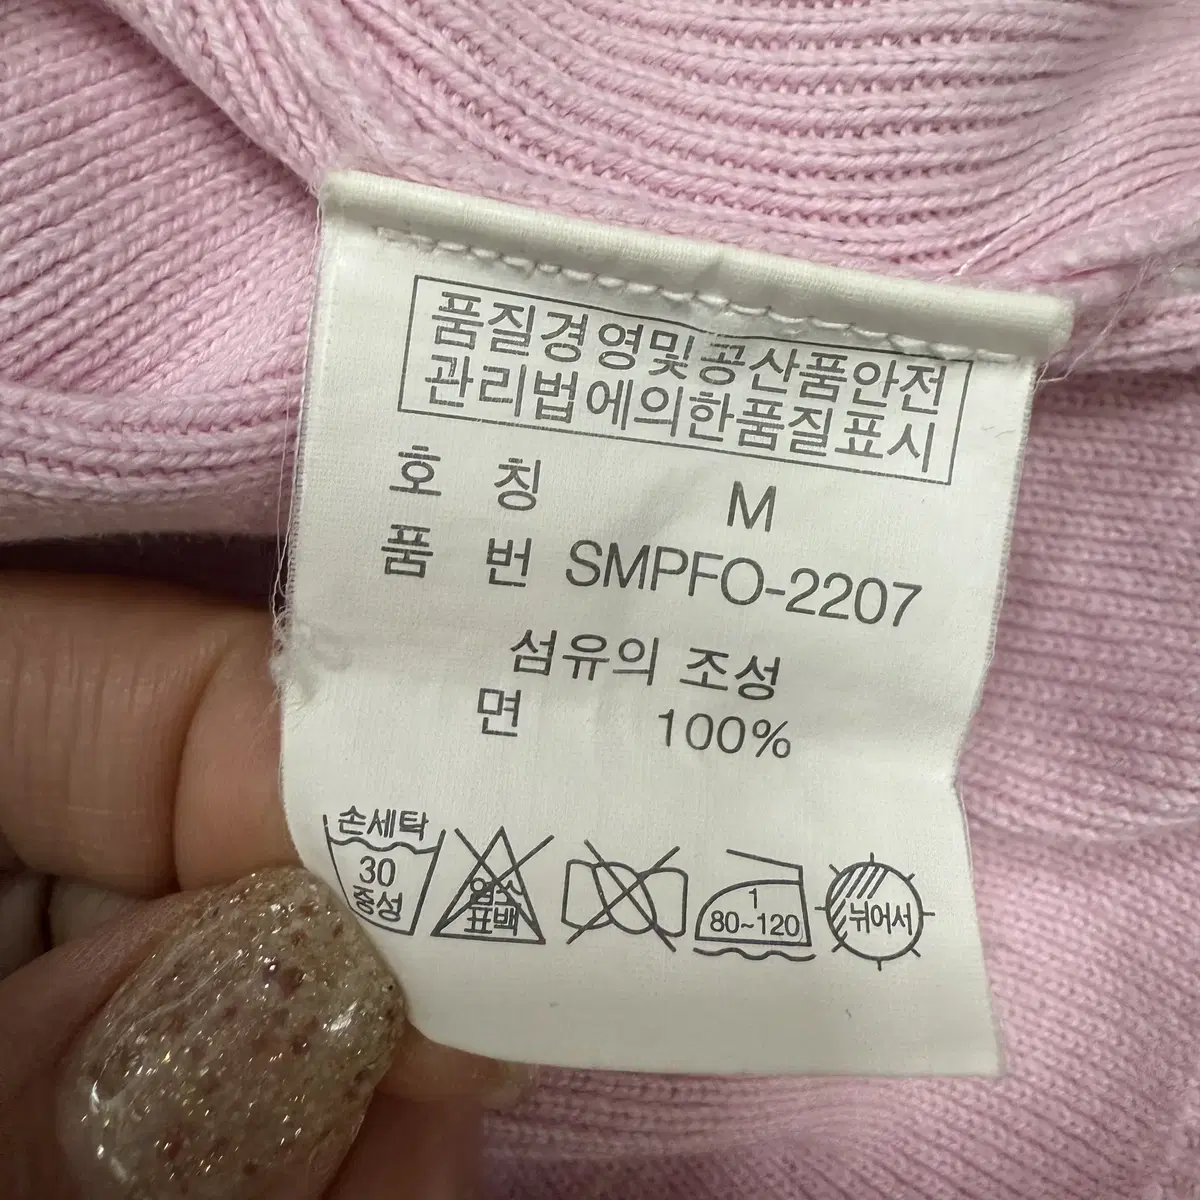 품질경영및공산품안전
관리법에의한품질표시
호 칭 M
품 번 SMPFO-2207
섬유의 조성
면 100%
손세탁
30
중성
염소
표백
1
80~120
뉘어서